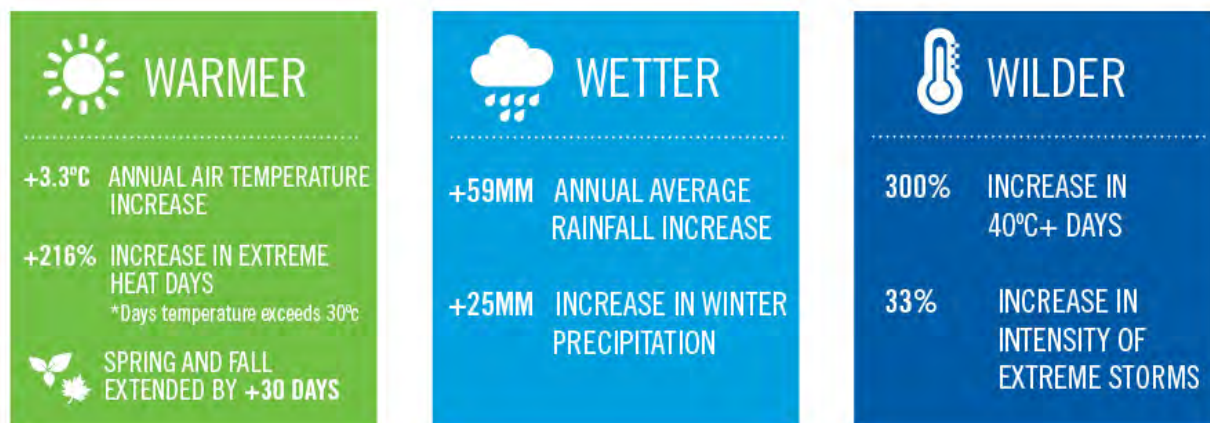 WARMER
+3.3ºC ANNUAL AIR TEMPERATURE
INCREASE
+216% INCREASE IN EXTREME
HEAT DAYS
*Days temperature exceeds 30ºc
SPRING AND FALL
EXTENDED BY +30 DAYS
WETTER
+59MM ANNUAL AVERAGE
RAINFALL INCREASE
+25MM INCREASE IN WINTER
PRECIPITATION
WILDER
300% INCREASE IN
40ºC+ DAYS
33% INCREASE IN
INTENSITY OF
EXTREME STORMS